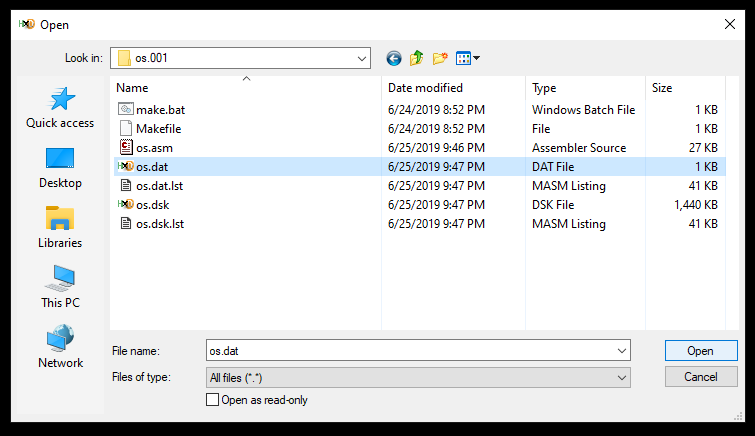 Open
Look in: os.001
Name Date modified Type Size
make.bat 6/24/2019 8:52 PM Windows Batch File 1 KB
Makefile 6/24/2019 8:52 PM File 1 KB
os.asm 6/25/2019 9:46 PM Assembler Source 27 KB
os.dat 6/25/2019 9:47 PM DAT File 1 KB
os.dat.lst 6/25/2019 9:47 PM MASM Listing 41 KB
os.dsk 6/25/2019 9:47 PM DSK File 1,440 KB
os.dsk.lst 6/25/2019 9:47 PM MASM Listing 41 KB
Quick access
Desktop
Libraries
This PC
Network
File name: os.dat Open
Files of type: All files (*.*) Cancel
Open as read-only